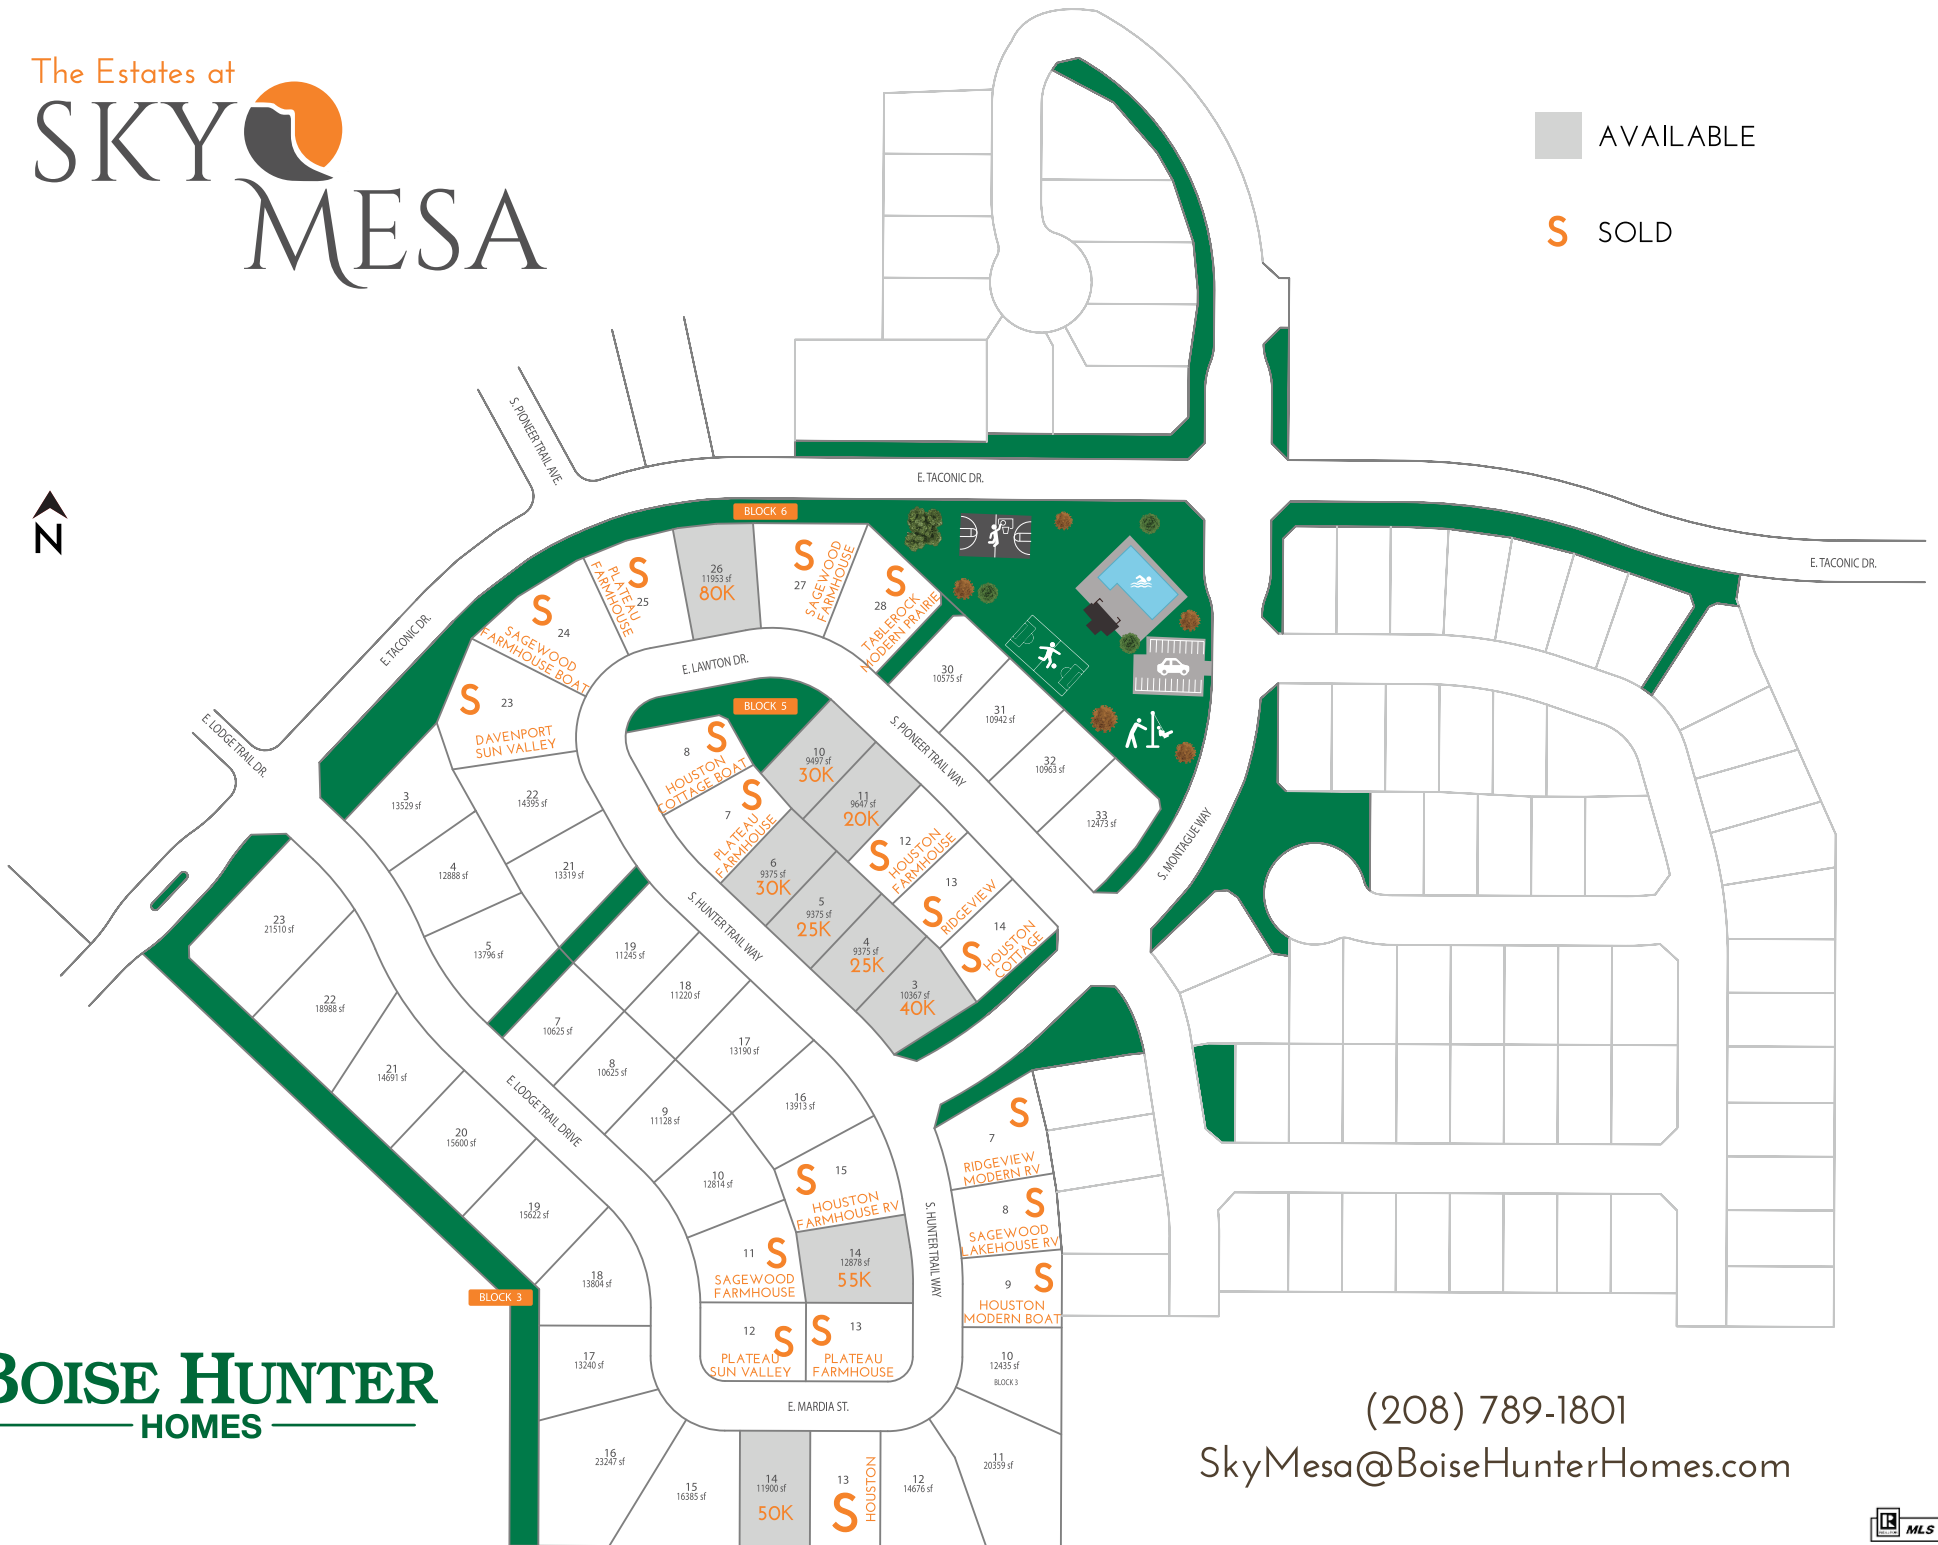 The Estates at
SKY
MESA
AVAILABLE
S SOLD
N
S. PIONEER TRAIL AVE.
E. TACONIC DR.
E. TACONIC DR.
E. TACONIC DR.
E. LODGE TRAIL DR.
BLOCK 6
26
11953 sf
80K
S
27
SAGEWOOD
FARMHOUSE
S
25
PLATEAU
FARMHOUSE
S
28
TABLEROCK
MODERN PRAIRIE
S
24
SAGEWOOD
FARMHOUSE BOAT
S
23
DAVENPORT
SUN VALLEY
E. LAWTON DR.
30
10575 sf
31
10942 sf
32
10963 sf
33
12473 sf
S. PIONEER TRAIL WAY
S. MONTAGUE WAY
BLOCK 5
8
S
HOUSTON
COTTAGE BOAT
7
S
PLATEAU
FARMHOUSE
10
9497 sf
30K
11
9647 sf
20K
12
S
HOUSTON
FARMHOUSE
13
S
RIDGEVIEW
14
S
HOUSTON
COTTAGE
6
9375 sf
30K
5
9375 sf
25K
4
9375 sf
25K
3
10367 sf
40K
S. HUNTER TRAIL WAY
3
13529 sf
22
14395 sf
4
12888 sf
21
13319 sf
5
13796 sf
19
11245 sf
18
11220 sf
7
10625 sf
17
13190 sf
8
10625 sf
16
13913 sf
9
11128 sf
10
12814 sf
S
15
HOUSTON
FARMHOUSE RV
11
S
SAGEWOOD
FARMHOUSE
14
12878 sf
55K
12
S
PLATEAU
SUN VALLEY
S
13
PLATEAU
FARMHOUSE
E. LODGE TRAIL DRIVE
S. HUNTER TRAIL WAY
E. MARDIA ST.
23
21510 sf
22
18988 sf
21
14691 sf
20
15600 sf
19
15622 sf
18
13804 sf
BLOCK 3
17
13240 sf
16
23247 sf
15
16385 sf
14
11900 sf
50K
13
S
HOUSTON
12
14676 sf
11
20359 sf
10
12435 sf
BLOCK 3
S
7
RIDGEVIEW
MODERN RV
8
S
SAGEWOOD
LAKEHOUSE RV
9
S
HOUSTON
MODERN BOAT
BOISE HUNTER
HOMES
(208) 789-1801
SkyMesa@BoiseHunterHomes.com
MLS